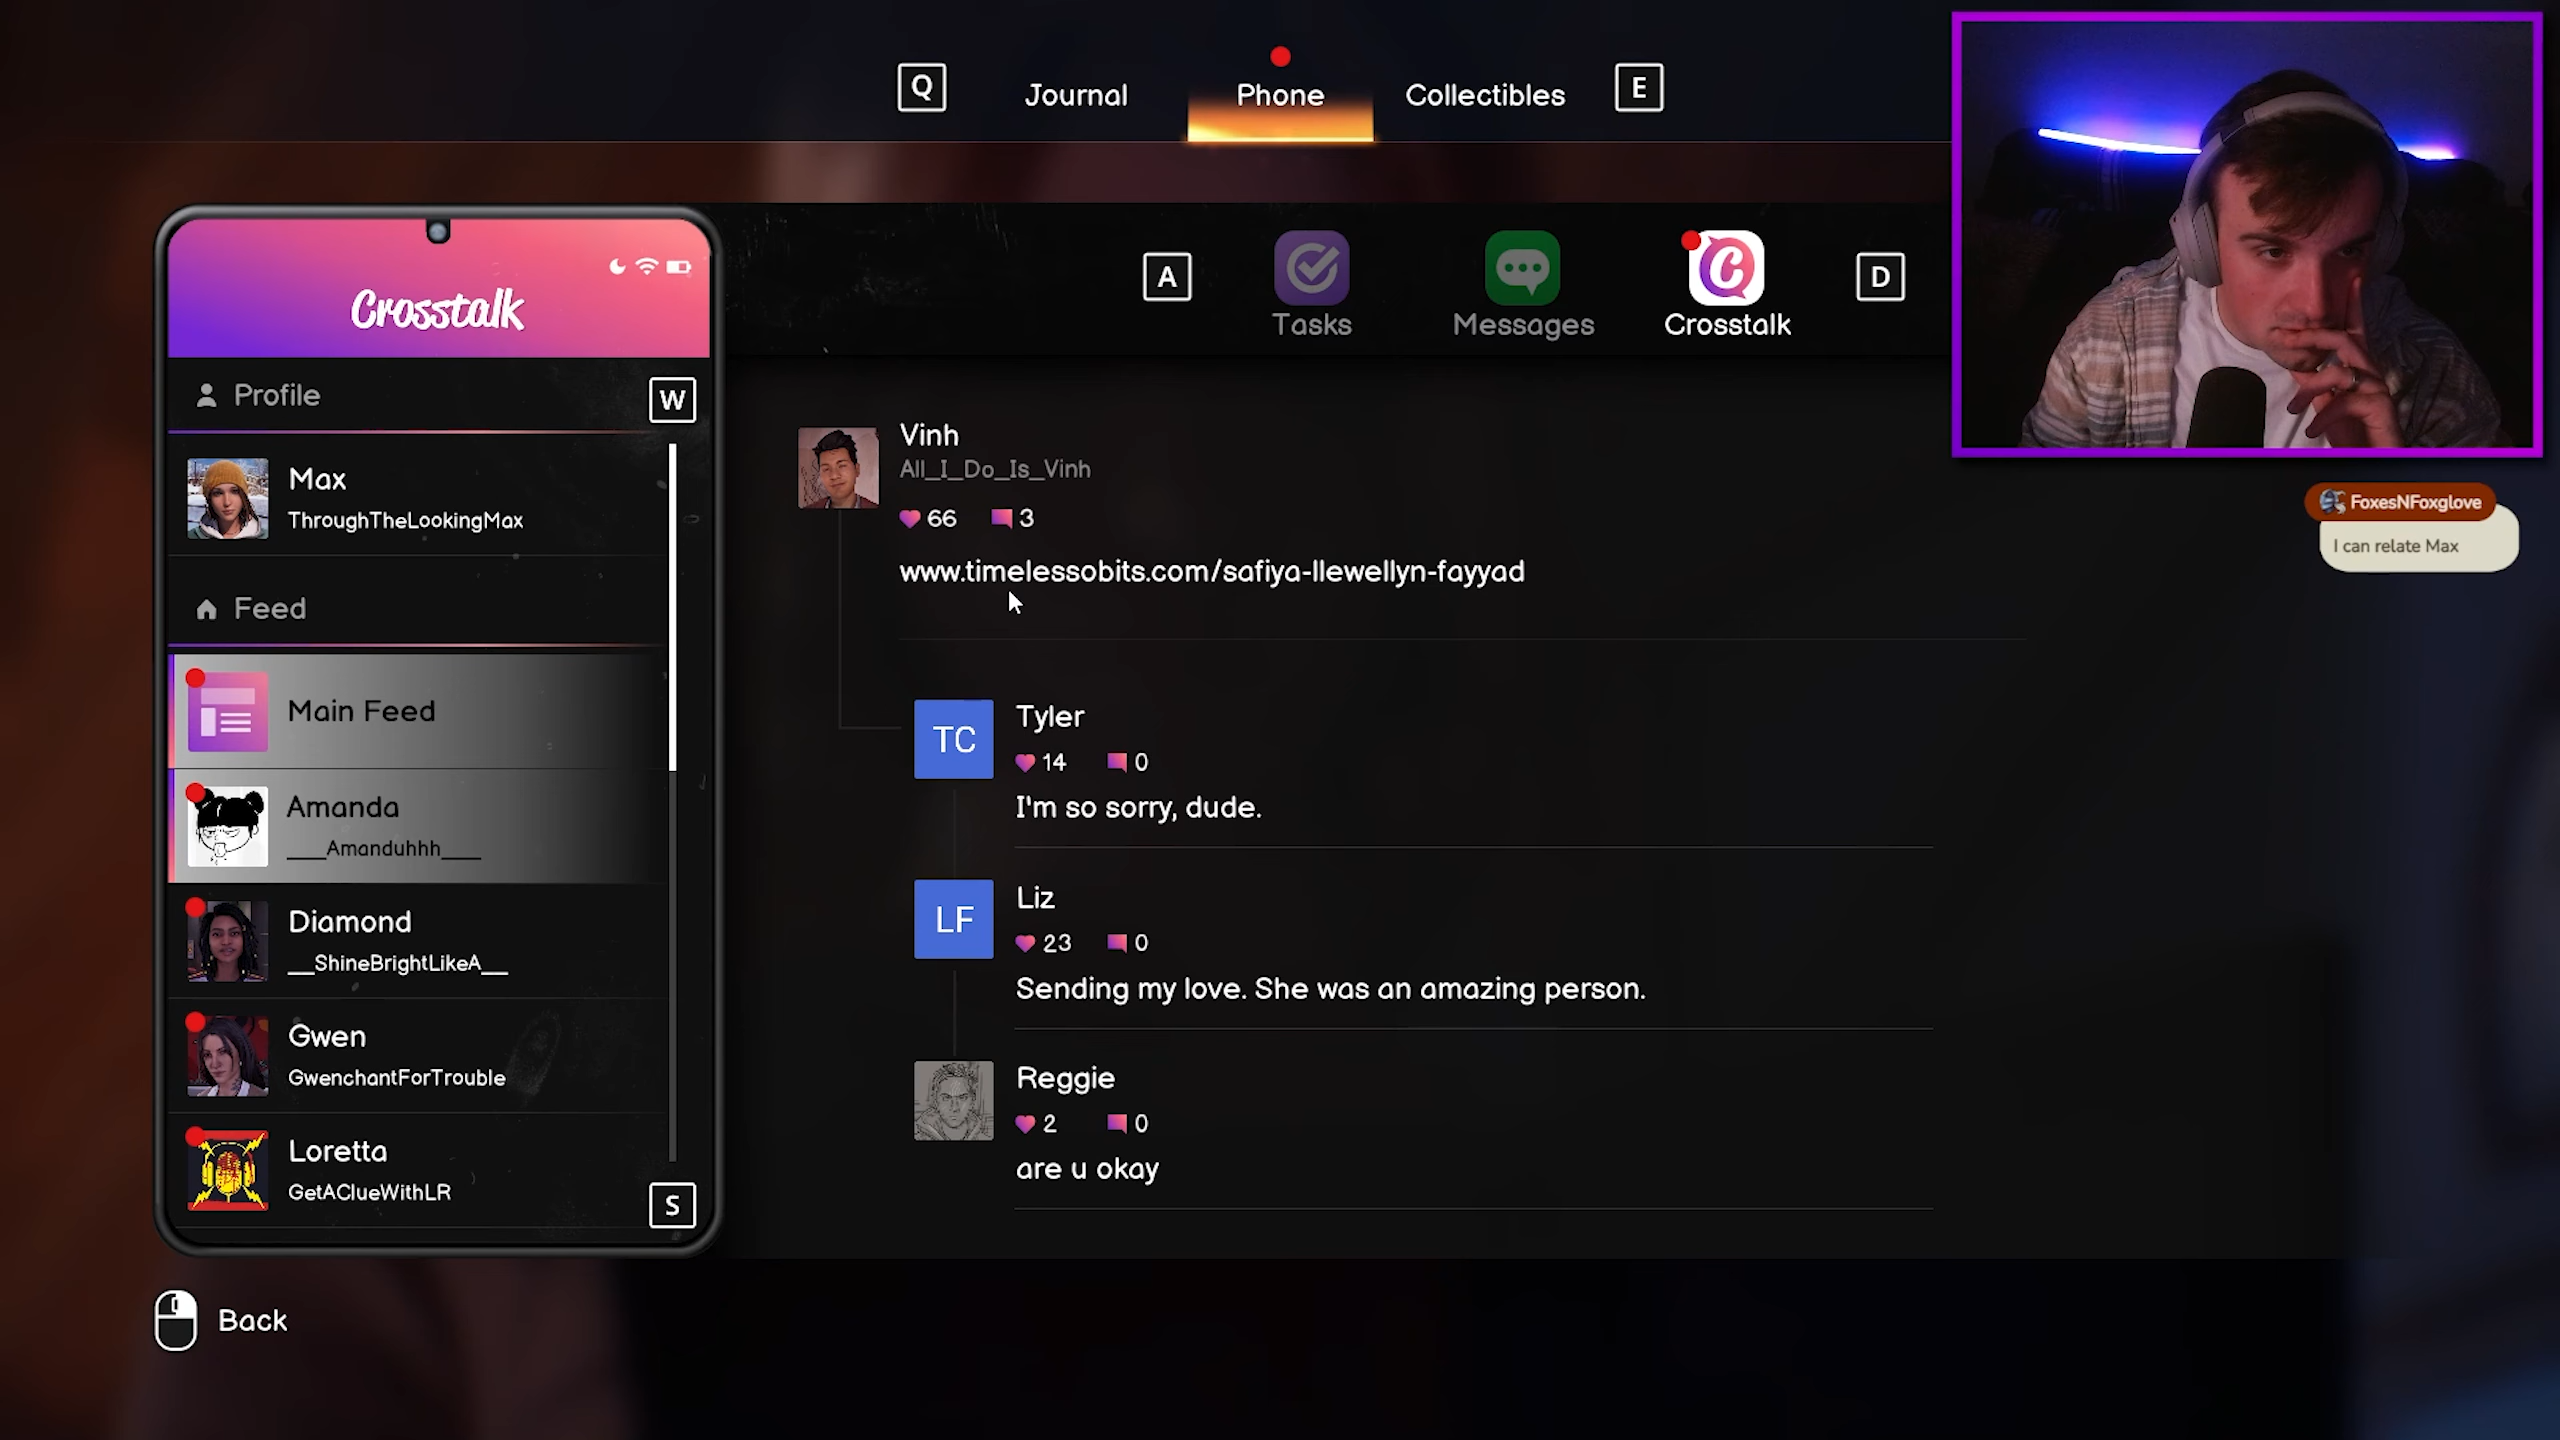 Q
Journal
Phone
Collectibles
E
Crosstalk
Profile
W
Max
ThroughTheLookingMax
Feed
Main Feed
Amanda
___Amanduhhh___
Diamond
__ShineBrightLikeA__
Gwen
GwenchantForTrouble
Loretta
GetAClueWithLR
S
A
Tasks
Messages
Crosstalk
D
Vinh
All_I_Do_Is_Vinh
66 3
www.timelessobits.com/safiya-llewellyn-fayyad
TC
Tyler
14 0
I'm so sorry, dude.
LF
Liz
23 0
Sending my love. She was an amazing person.
Reggie
2 0
are u okay
FoxesNFoxglove
I can relate Max
Back